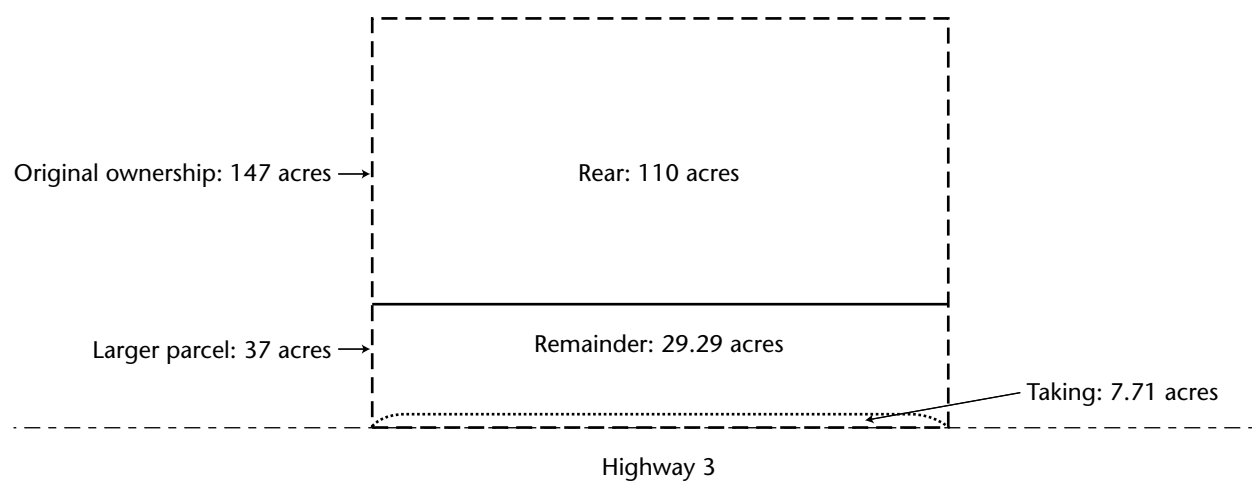 Original ownership: 147 acres
Rear: 110 acres
Larger parcel: 37 acres
Remainder: 29.29 acres
Taking: 7.71 acres
Highway 3